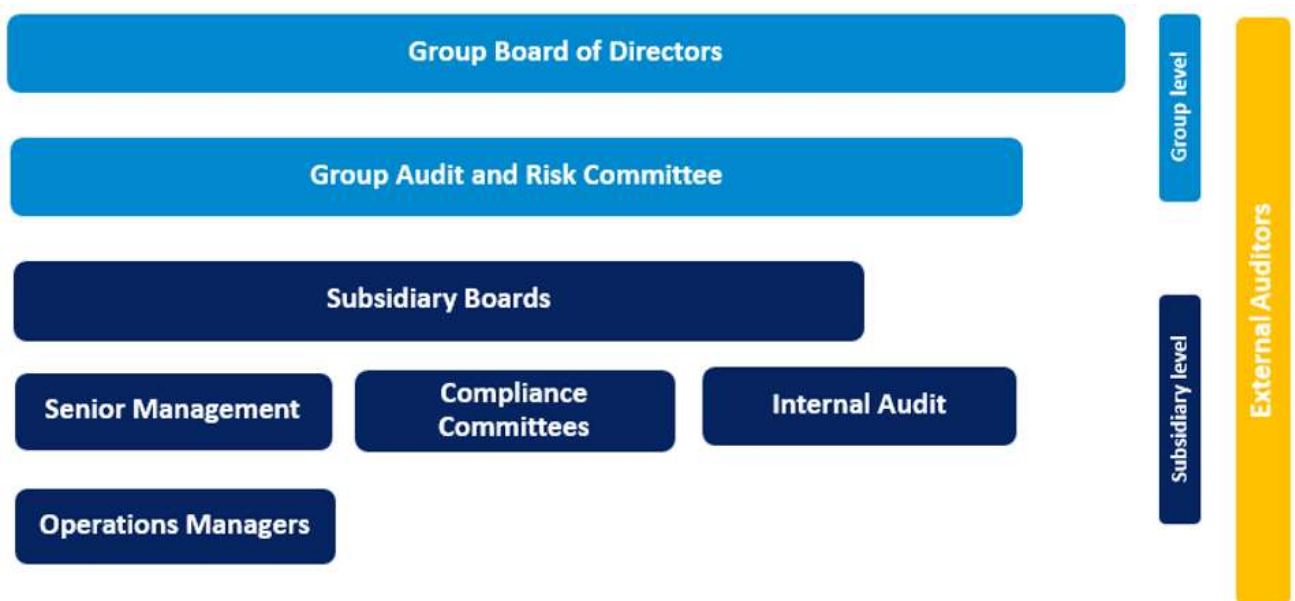 Group Board of Directors
Group Audit and Risk Committee
Subsidiary Boards
Senior Management
Compliance
Committees
Internal Audit
Operations Managers
Group level
Subsidiary level
External Auditors